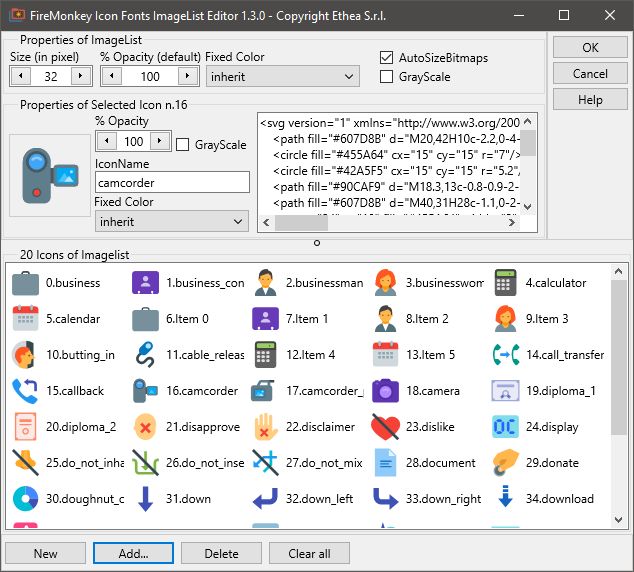 FireMonkey Icon Fonts ImageList Editor 1.3.0 - Copyright Ethea S.r.l.
Properties of ImageList
Size (in pixel) % Opacity (default) Fixed Color
32 100 inherit
AutoSizeBitmaps
GrayScale
OK
Cancel
Help
Properties of Selected Icon n.16
% Opacity
100 GrayScale
IconName
camcorder
Fixed Color
inherit
<svg version="1" xmlns="http://www.w3.org/200
<path fill="#607D8B" d="M20,42H10c-2.2,0-4-
<circle fill="#455A64" cx="15" cy="15" r="7"/>
<circle fill="#42A5F5" cx="15" cy="15" r="5.2"/
<path fill="#90CAF9" d="M18.3,13c-0.8-0.9-2-
<path fill="#607D8B" d="M40,31H28c-1.1,0-2-
20 Icons of Imagelist
0.business 1.business_con 2.businessman 3.businesswom 4.calculator
5.calendar 6.Item 0 7.Item 1 8.Item 2 9.Item 3
10.butting_in 11.cable_releas 12.Item 4 13.Item 5 14.call_transfer
15.callback 16.camcorder 17.camcorder_ 18.camera 19.diploma_1
20.diploma_2 21.disapprove 22.disclaimer 23.dislike 24.display
25.do_not_inha 26.do_not_inse 27.do_not_mix 28.document 29.donate
30.doughnut_c 31.down 32.down_left 33.down_right 34.download
New Add... Delete Clear all